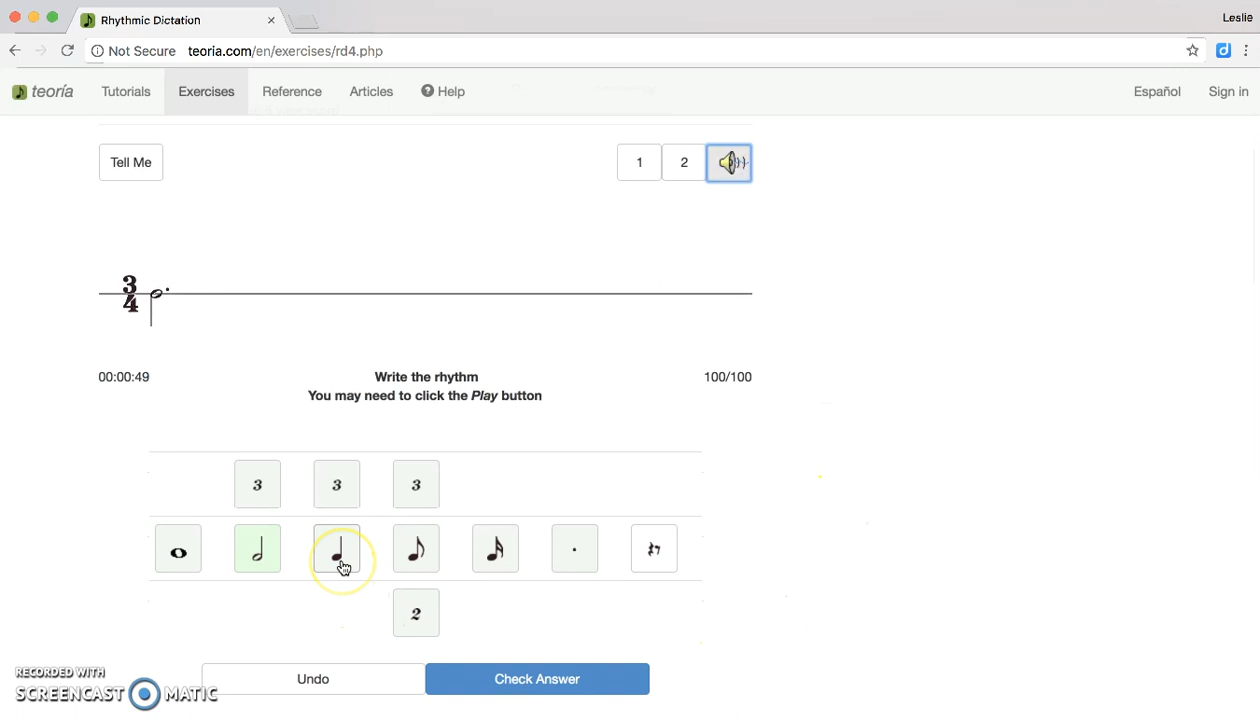 Rhythmic Dictation
Leslie
Not Secure teoria.com/en/exercises/rd4.php
teoría Tutorials Exercises Reference Articles Help Español Sign in
Tell Me 1 2
3
4
00:00:49 Write the rhythm 100/100
You may need to click the Play button
3 3 3
2
RECORDED WITH
SCREENCAST MATIC
Undo Check Answer